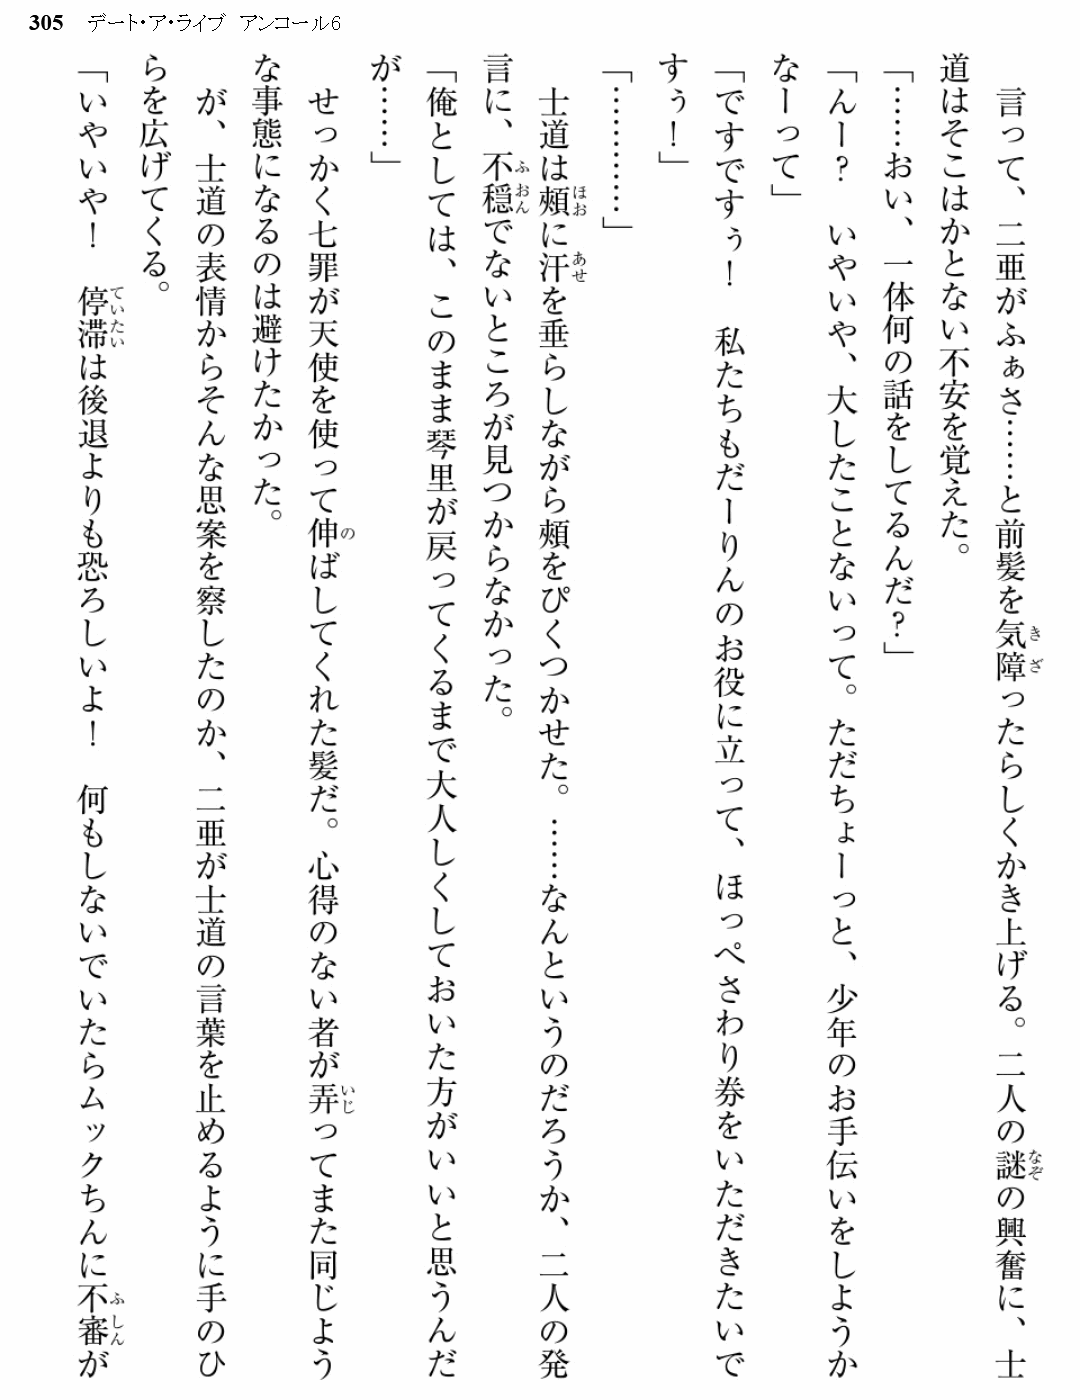 305 デート・ア・ライブ アンコール6
　言って、二亜がふぁさ……と前髪を気障ったらしくかき上げる。二人の謎の興奮に、士
道はそこはかとない不安を覚えた。
「……おい、一体何の話をしてるんだ？」
「んー？　いやいや、大したことないって。ただちょーっと、少年のお手伝いをしようか
なーって」
「ですですぅ！　私たちもだーりんのお役に立って、ほっぺさわり券をいただきたいで
すぅ！」
「…………」
　士道は頰に汗を垂らしながら頰をぴくつかせた。……なんというのだろうか、二人の発
言に、不穏でないところが見つからなかった。
「俺としては、このまま琴里が戻ってくるまで大人しくしておいた方がいいと思うんだ
が……」
　せっかく七罪が天使を使って伸ばしてくれた髪だ。心得のない者が弄ってまた同じよう
な事態になるのは避けたかった。
　が、士道の表情からそんな思案を察したのか、二亜が士道の言葉を止めるように手のひ
らを広げてくる。
「いやいや！　停滞は後退よりも恐ろしいよ！　何もしないでいたらムックちんに不審が